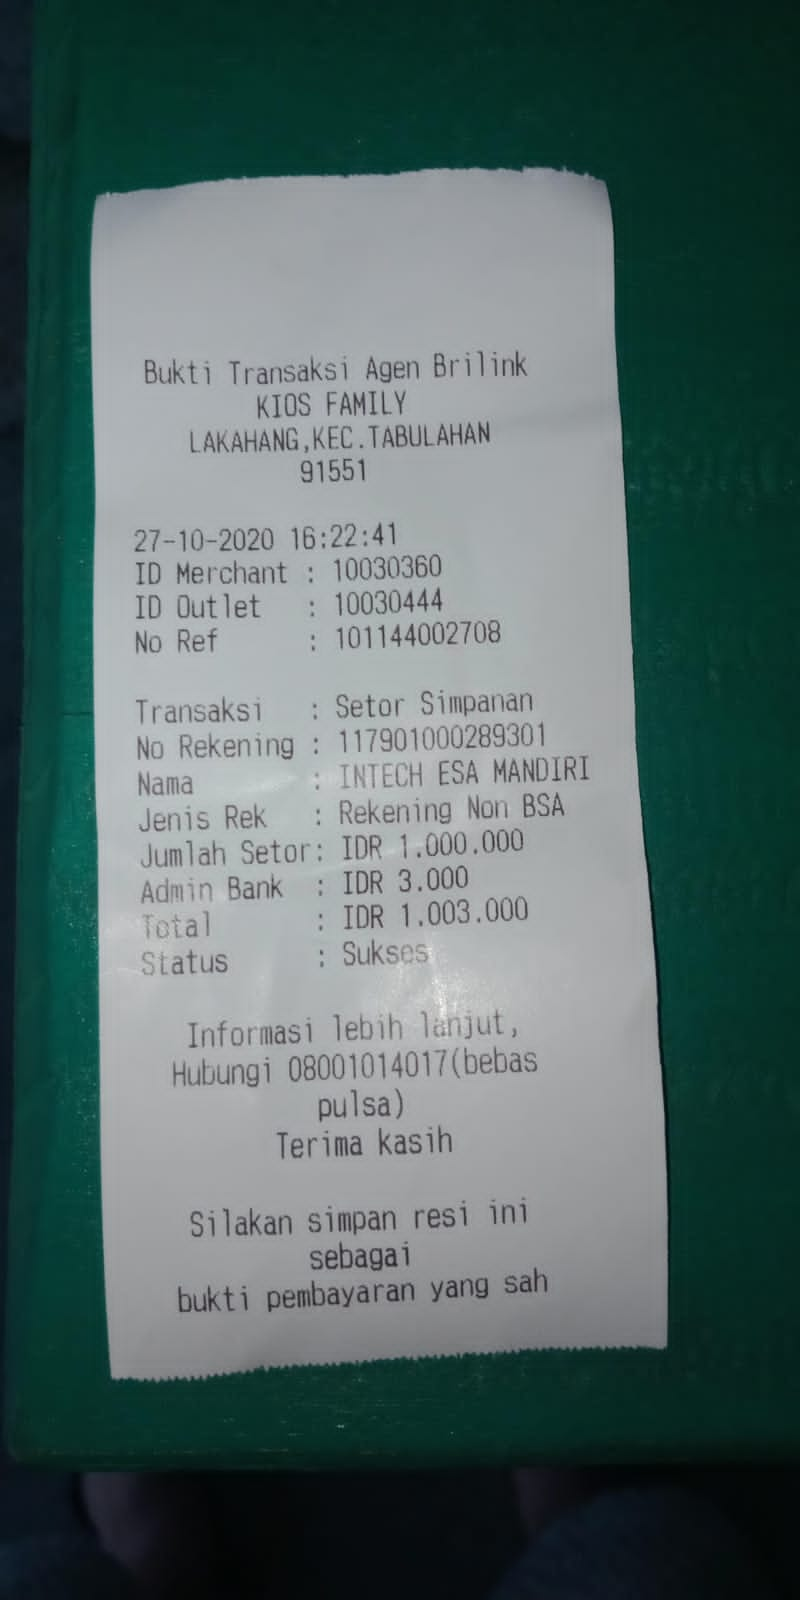 Bukti Transaksi Agen Brilink
KIOS FAMILY
LAKAHANG,KEC.TABULAHAN
91551
27-10-2020 16:22:41
ID Merchant : 10030360
ID Outlet : 10030444
No Ref : 101144002708
Transaksi : Setor Simpanan
No Rekening : 117901000289301
Nama : INTECH ESA MANDIRI
Jenis Rek : Rekening Non BSA
Jumlah Setor: IDR 1.000.000
Admin Bank : IDR 3.000
Total : IDR 1.003.000
Status : Sukses
Informasi lebih lanjut,
Hubungi 08001014017(bebas
pulsa)
Terima kasih
Silakan simpan resi ini
sebagai
bukti pembayaran yang sah